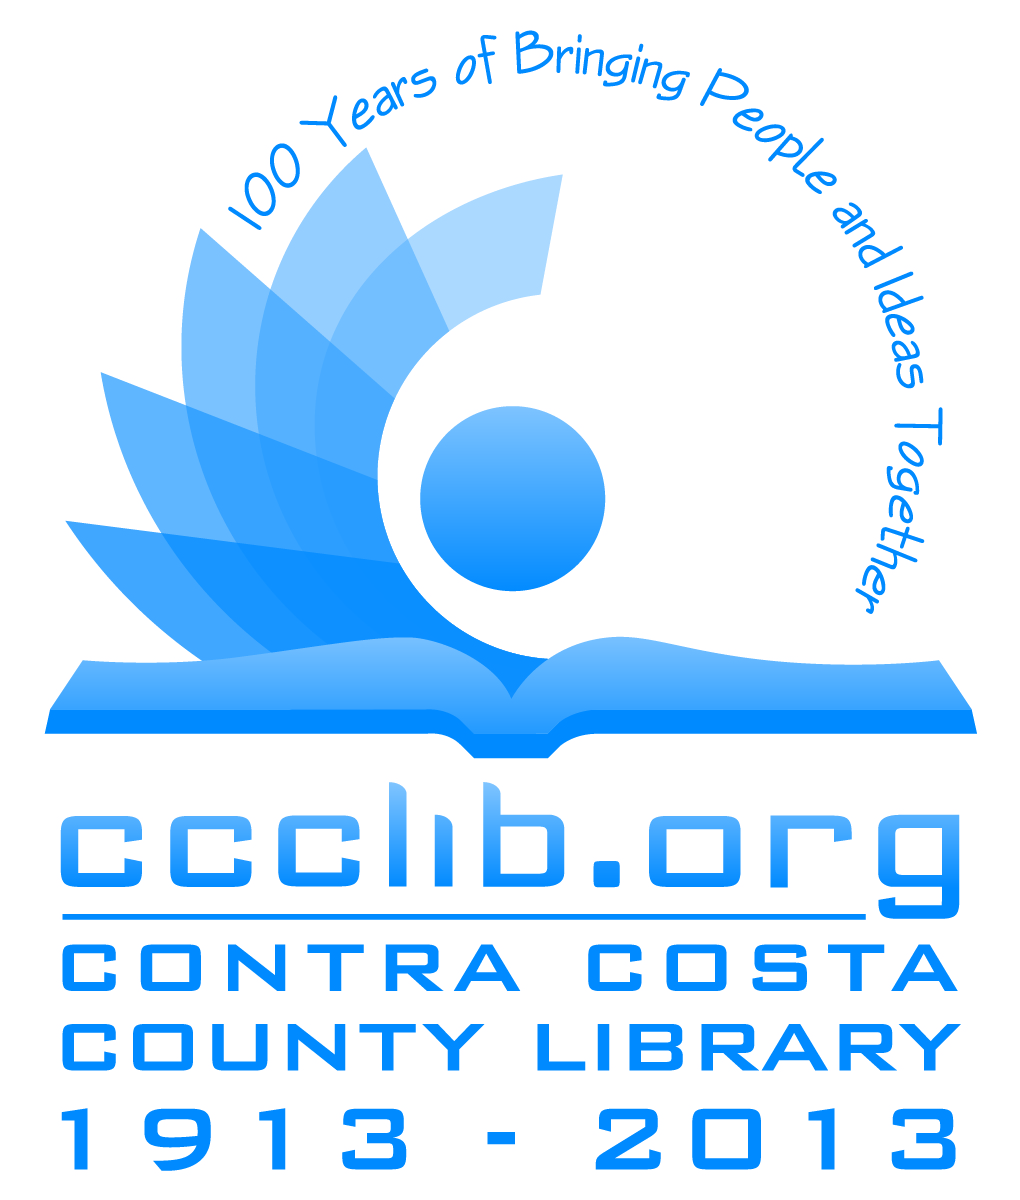 100 Years of Bringing People and Ideas Together
ccclib.org
CONTRA COSTA
COUNTY LIBRARY
1913 - 2013